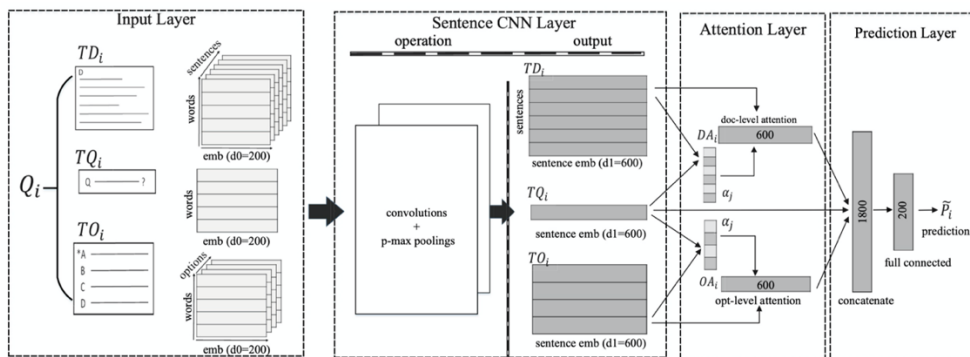 Input Layer
TD_i
D
sentences
words
emb (d0=200)
Q_i
TQ_i
Q ?
words
emb (d0=200)
TO_i
*A
B
C
D
options
words
emb (d0=200)
Sentence CNN Layer
operation
output
convolutions
+
p-max poolings
TD_i
sentences
sentence emb (d1=600)
TQ_i
sentence emb (d1=600)
TO_i
sentence emb (d1=600)
Attention Layer
doc-level attention
DA_i
600
α_j
α_j
OA_i
600
opt-level attention
Prediction Layer
1800
concatenate
200
full connected
P̃_i
prediction